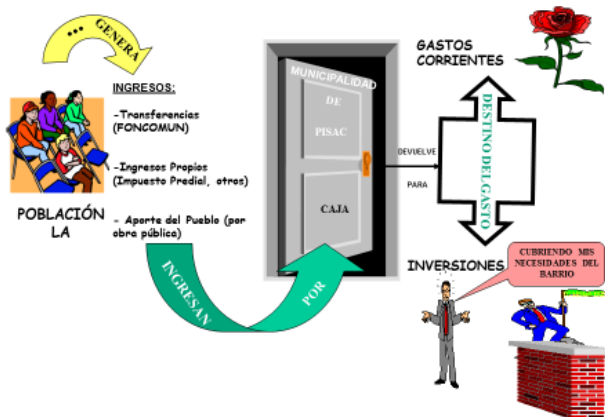 ... GENERA
INGRESOS:
-Transferencias
(FONCOMUN)
-Ingresos Propios
(Impuesto Predial, otros)
- Aporte del Pueblo (por
obra pública)
POBLACIÓN
LA
INGRESAN
POR
MUNICIPALIDAD
DE
PISAC
CAJA
DEVUELVE
PARA
GASTOS
CORRIENTES
DESTINO DEL GASTO
INVERSIONES
CUBRIENDO MIS
NECESIDADES DEL
BARRIO